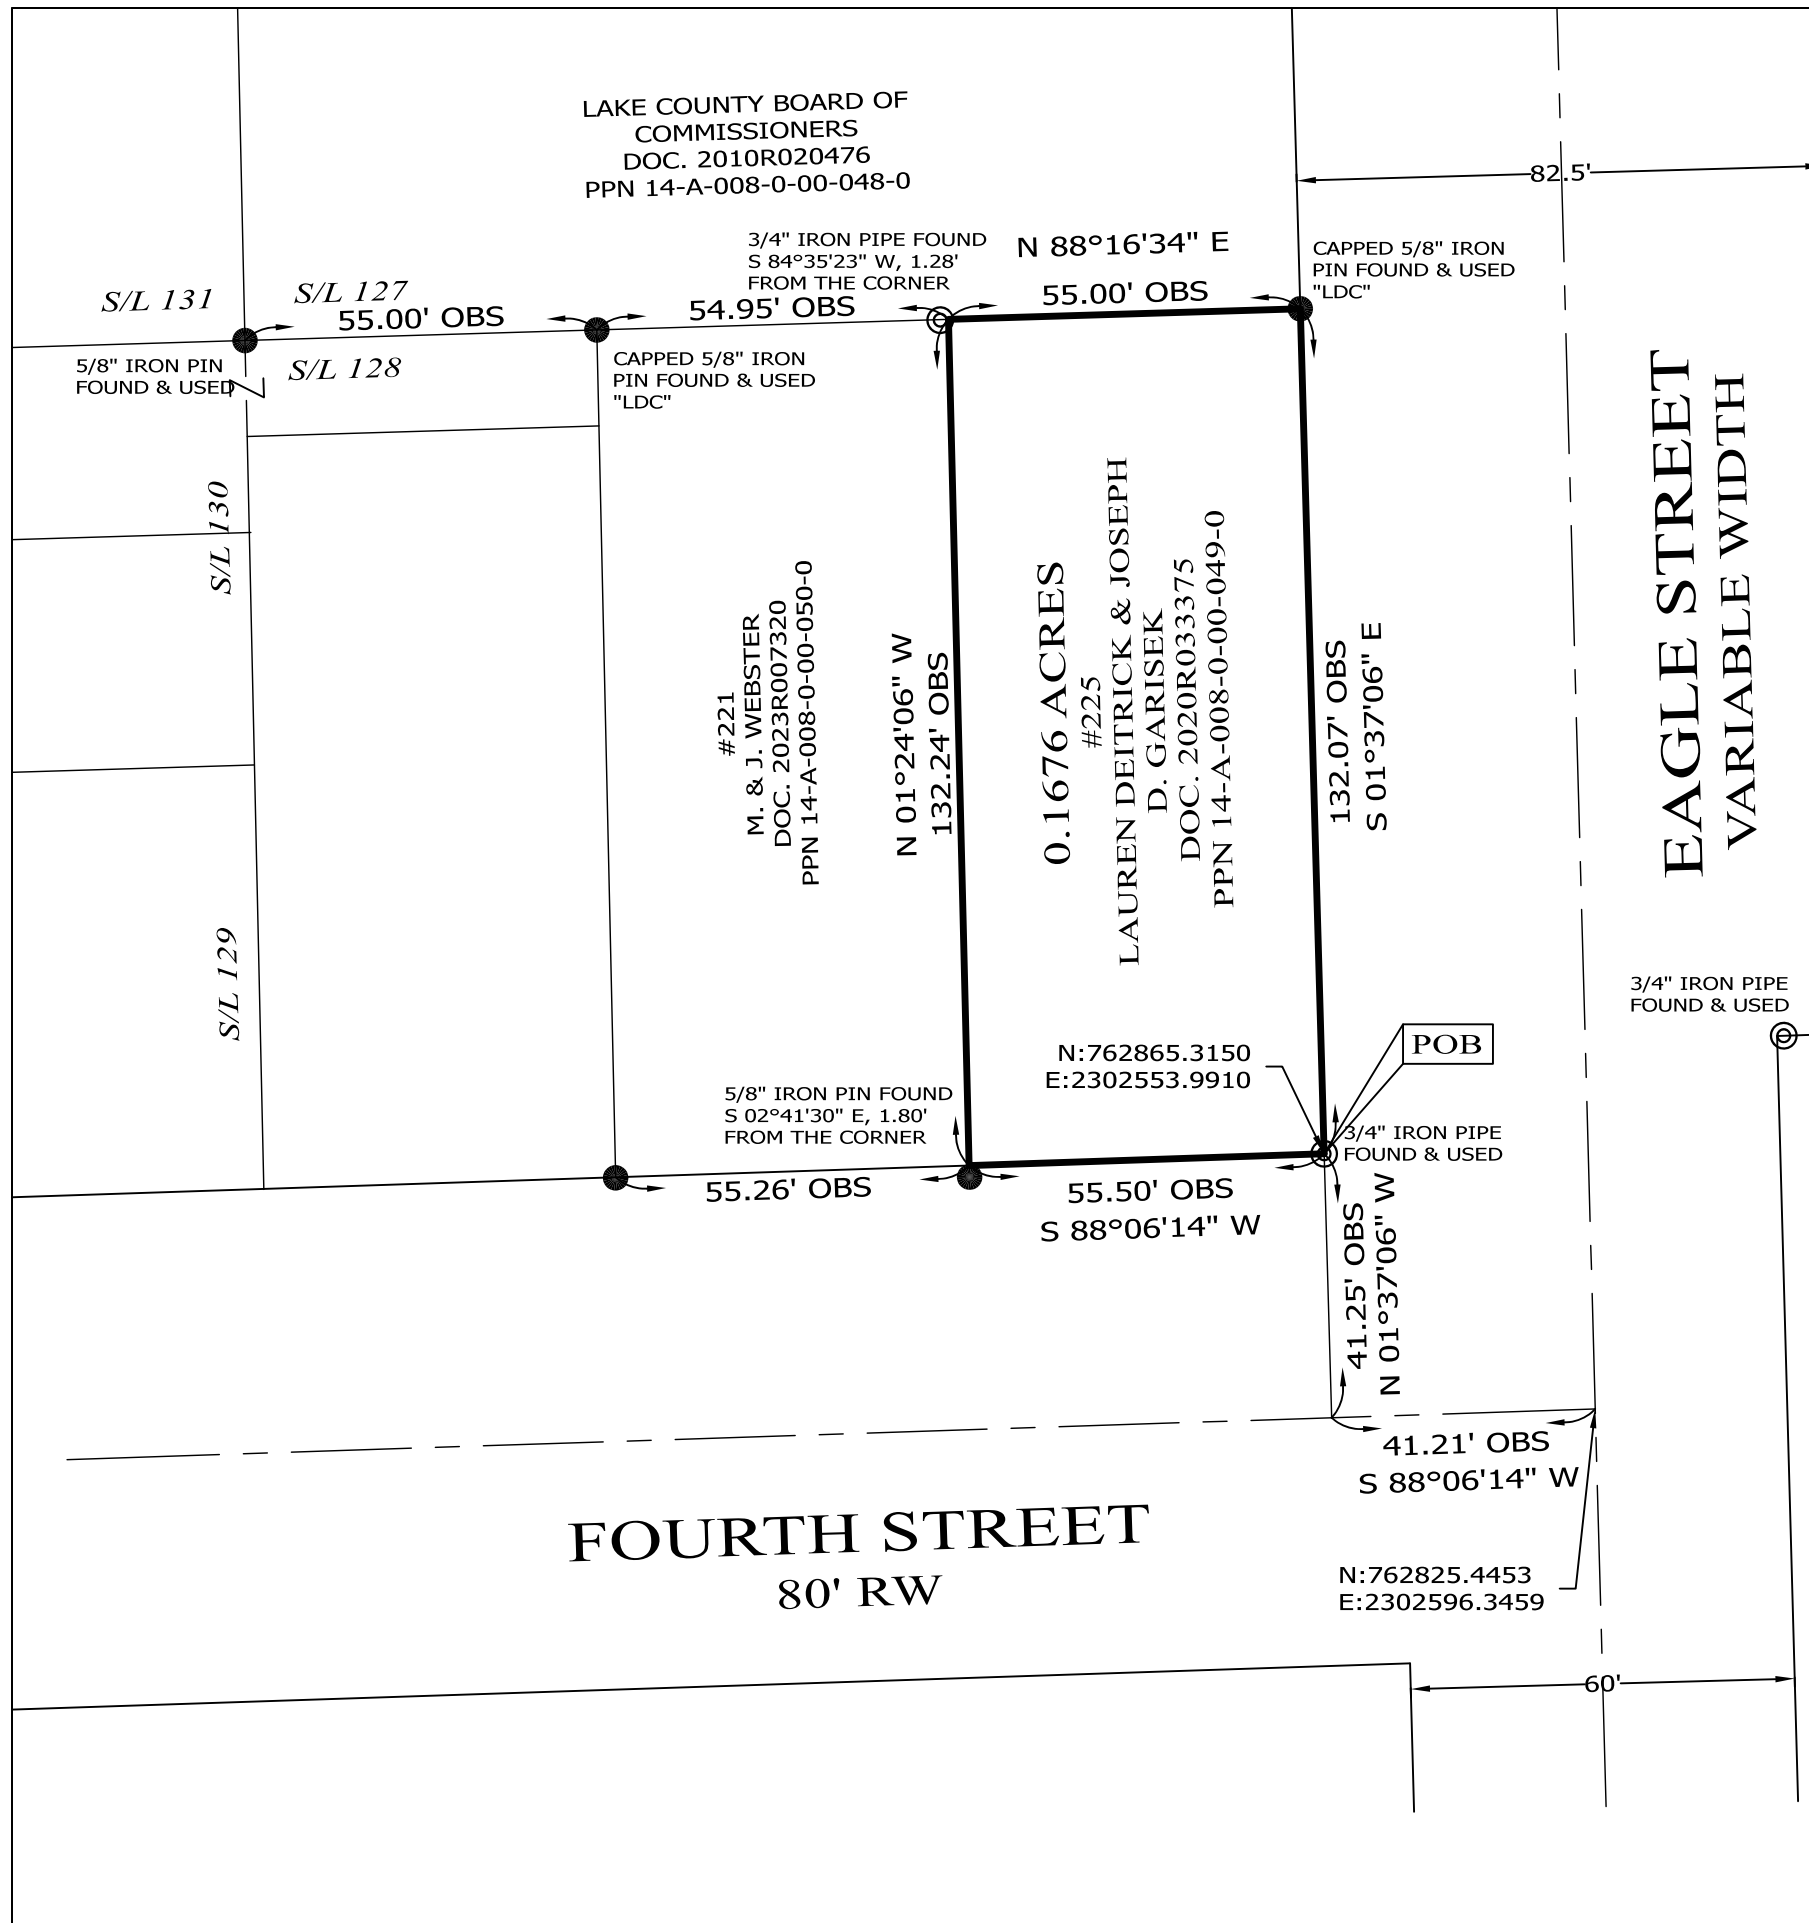 LAKE COUNTY BOARD OF
COMMISSIONERS
DOC. 2010R020476
PPN 14-A-008-0-00-048-0
82.5'
3/4" IRON PIPE FOUND
S 84°35'23" W, 1.28'
FROM THE CORNER
N 88°16'34" E
55.00' OBS
CAPPED 5/8" IRON
PIN FOUND & USED
"LDC"
S/L 131
S/L 127
55.00' OBS
54.95' OBS
5/8" IRON PIN
FOUND & USED
S/L 128
CAPPED 5/8" IRON
PIN FOUND & USED
"LDC"
S/L 130
S/L 129
#221
M. & J. WEBSTER
DOC. 2023R007320
PPN 14-A-008-0-00-050-0
N 01°24'06" W
132.24' OBS
0.1676 ACRES
#225
LAUREN DEITRICK & JOSEPH
D. GARISEK
DOC. 2020R033375
PPN 14-A-008-0-00-049-0
132.07' OBS
S 01°37'06" E
EAGLE STREET
VARIABLE WIDTH
3/4" IRON PIPE
FOUND & USED
N:762865.3150
E:2302553.9910
POB
5/8" IRON PIN FOUND
S 02°41'30" E, 1.80'
FROM THE CORNER
3/4" IRON PIPE
FOUND & USED
55.26' OBS
55.50' OBS
S 88°06'14" W
41.25' OBS
N 01°37'06" W
41.21' OBS
S 88°06'14" W
FOURTH STREET
80' RW
N:762825.4453
E:2302596.3459
60'